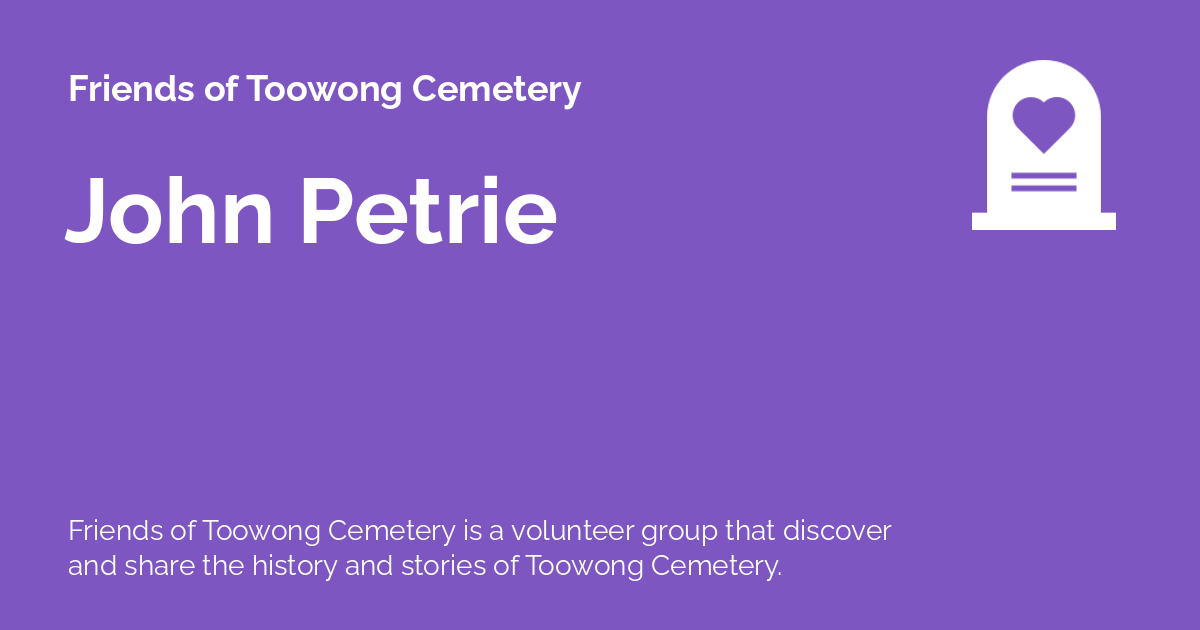 Friends of Toowong Cemetery
John Petrie
Friends of Toowong Cemetery is a volunteer group that discover
and share the history and stories of Toowong Cemetery.